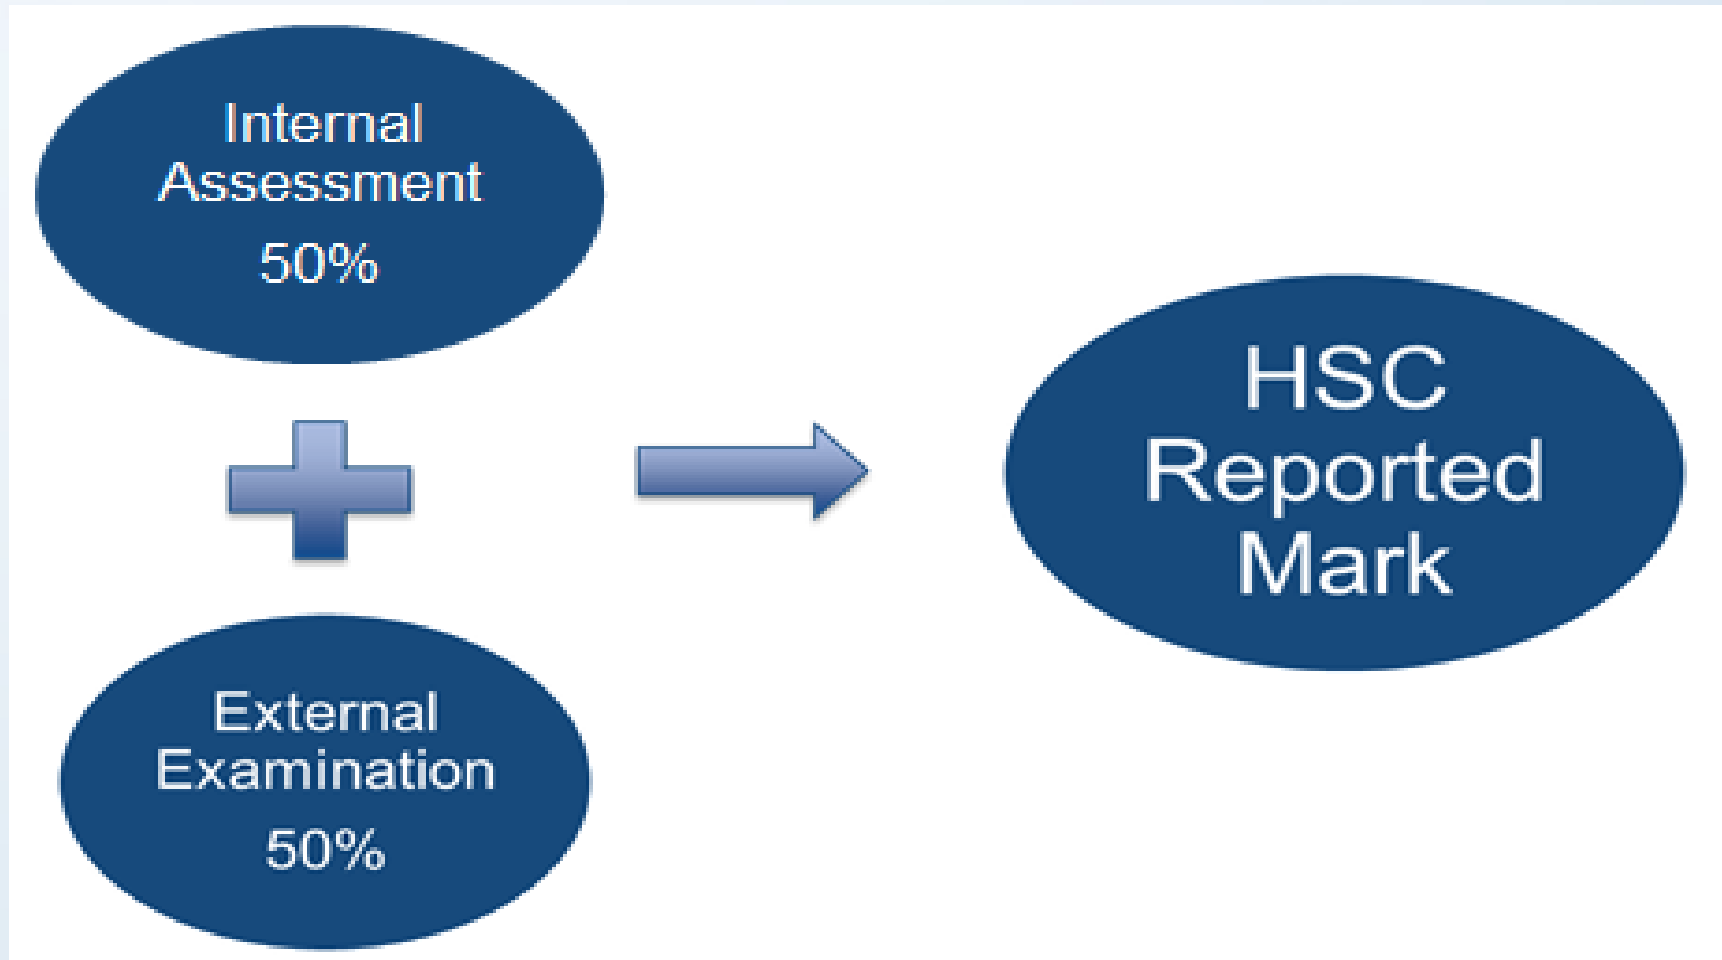 Internal
Assessment
50%
External
Examination
50%
HSC
Reported
Mark